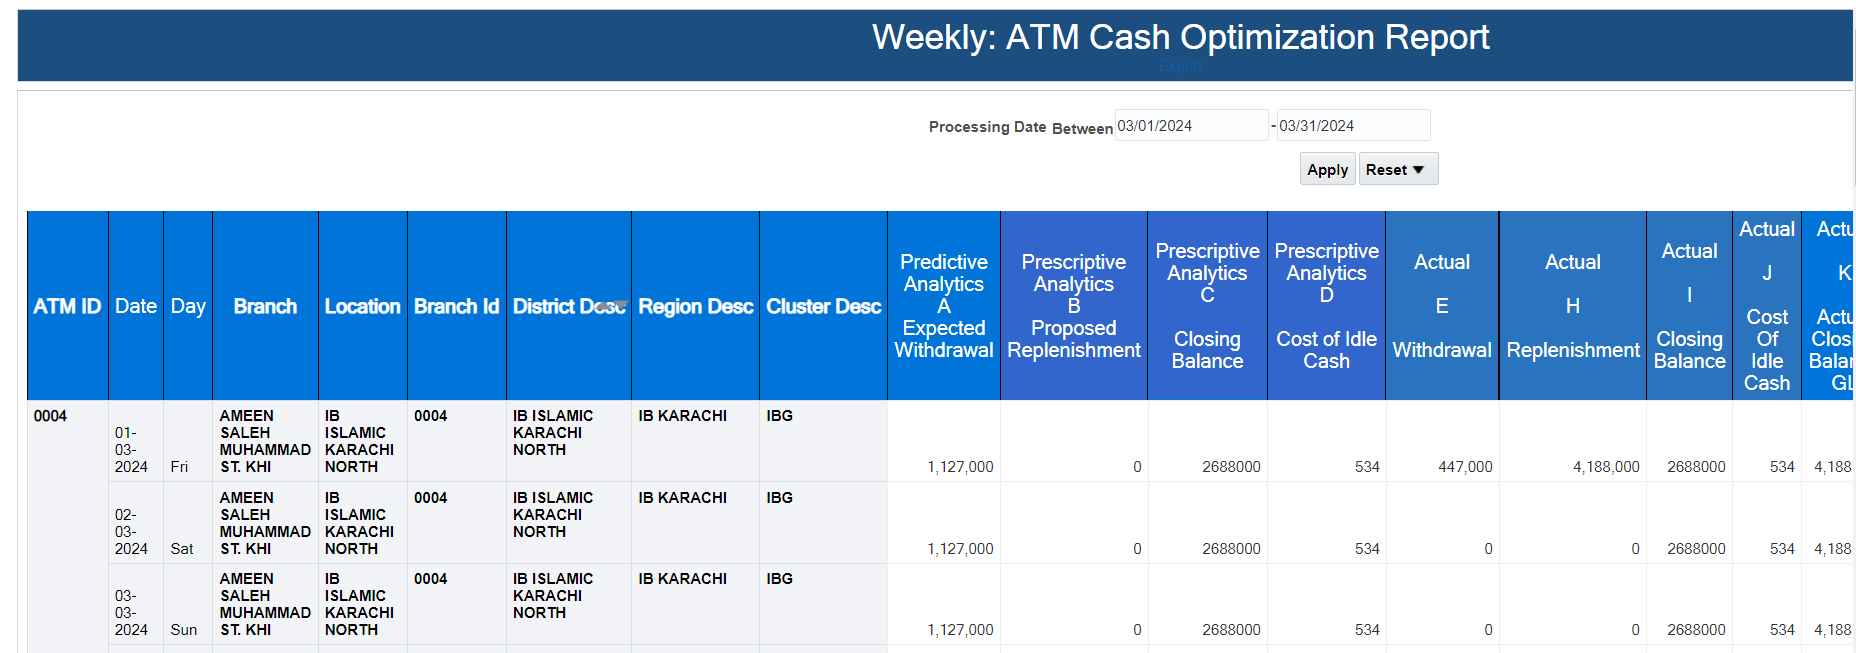 Weekly: ATM Cash Optimization Report
Export
Processing Date Between 03/01/2024 - 03/31/2024
Apply Reset
ATM ID
Date
Day
Branch
Location
Branch Id
District Desc
Region Desc
Cluster Desc
Predictive
Analytics
A
Expected
Withdrawal
Prescriptive
Analytics
B
Proposed
Replenishment
Prescriptive
Analytics
C
Closing
Balance
Prescriptive
Analytics
D
Cost of Idle
Cash
Actual
E
Withdrawal
Actual
H
Replenishment
Actual
I
Closing
Balance
Actual
J
Cost
Of
Idle
Cash
Actu
K
Actu
Closi
Balan
GL
0004
01-
03-
2024
Fri
AMEEN
SALEH
MUHAMMAD
ST. KHI
IB
ISLAMIC
KARACHI
NORTH
0004
IB ISLAMIC
KARACHI
NORTH
IB KARACHI
IBG
1,127,000
0
2688000
534
447,000
4,188,000
2688000
534
4,188
02-
03-
2024
Sat
AMEEN
SALEH
MUHAMMAD
ST. KHI
IB
ISLAMIC
KARACHI
NORTH
0004
IB ISLAMIC
KARACHI
NORTH
IB KARACHI
IBG
1,127,000
0
2688000
534
0
0
2688000
534
4,188
03-
03-
2024
Sun
AMEEN
SALEH
MUHAMMAD
ST. KHI
IB
ISLAMIC
KARACHI
NORTH
0004
IB ISLAMIC
KARACHI
NORTH
IB KARACHI
IBG
1,127,000
0
2688000
534
0
0
2688000
534
4,188